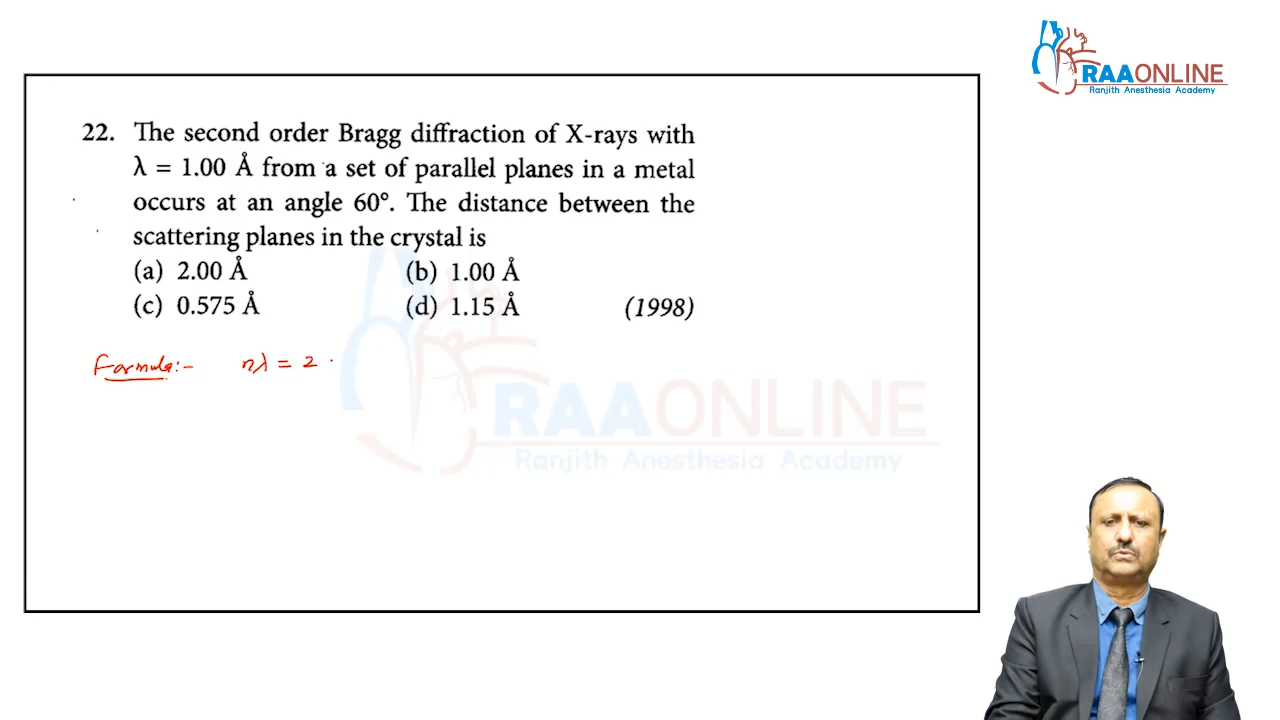 RAAONLINE
Ranjith Anesthesia Academy
22. The second order Bragg diffraction of X-rays with
λ = 1.00 Å from a set of parallel planes in a metal
occurs at an angle 60°. The distance between the
scattering planes in the crystal is
(a) 2.00 Å (b) 1.00 Å
(c) 0.575 Å (d) 1.15 Å (1998)
Formula:- nλ = 2
RAAONLINE
Ranjith Anesthesia Academy